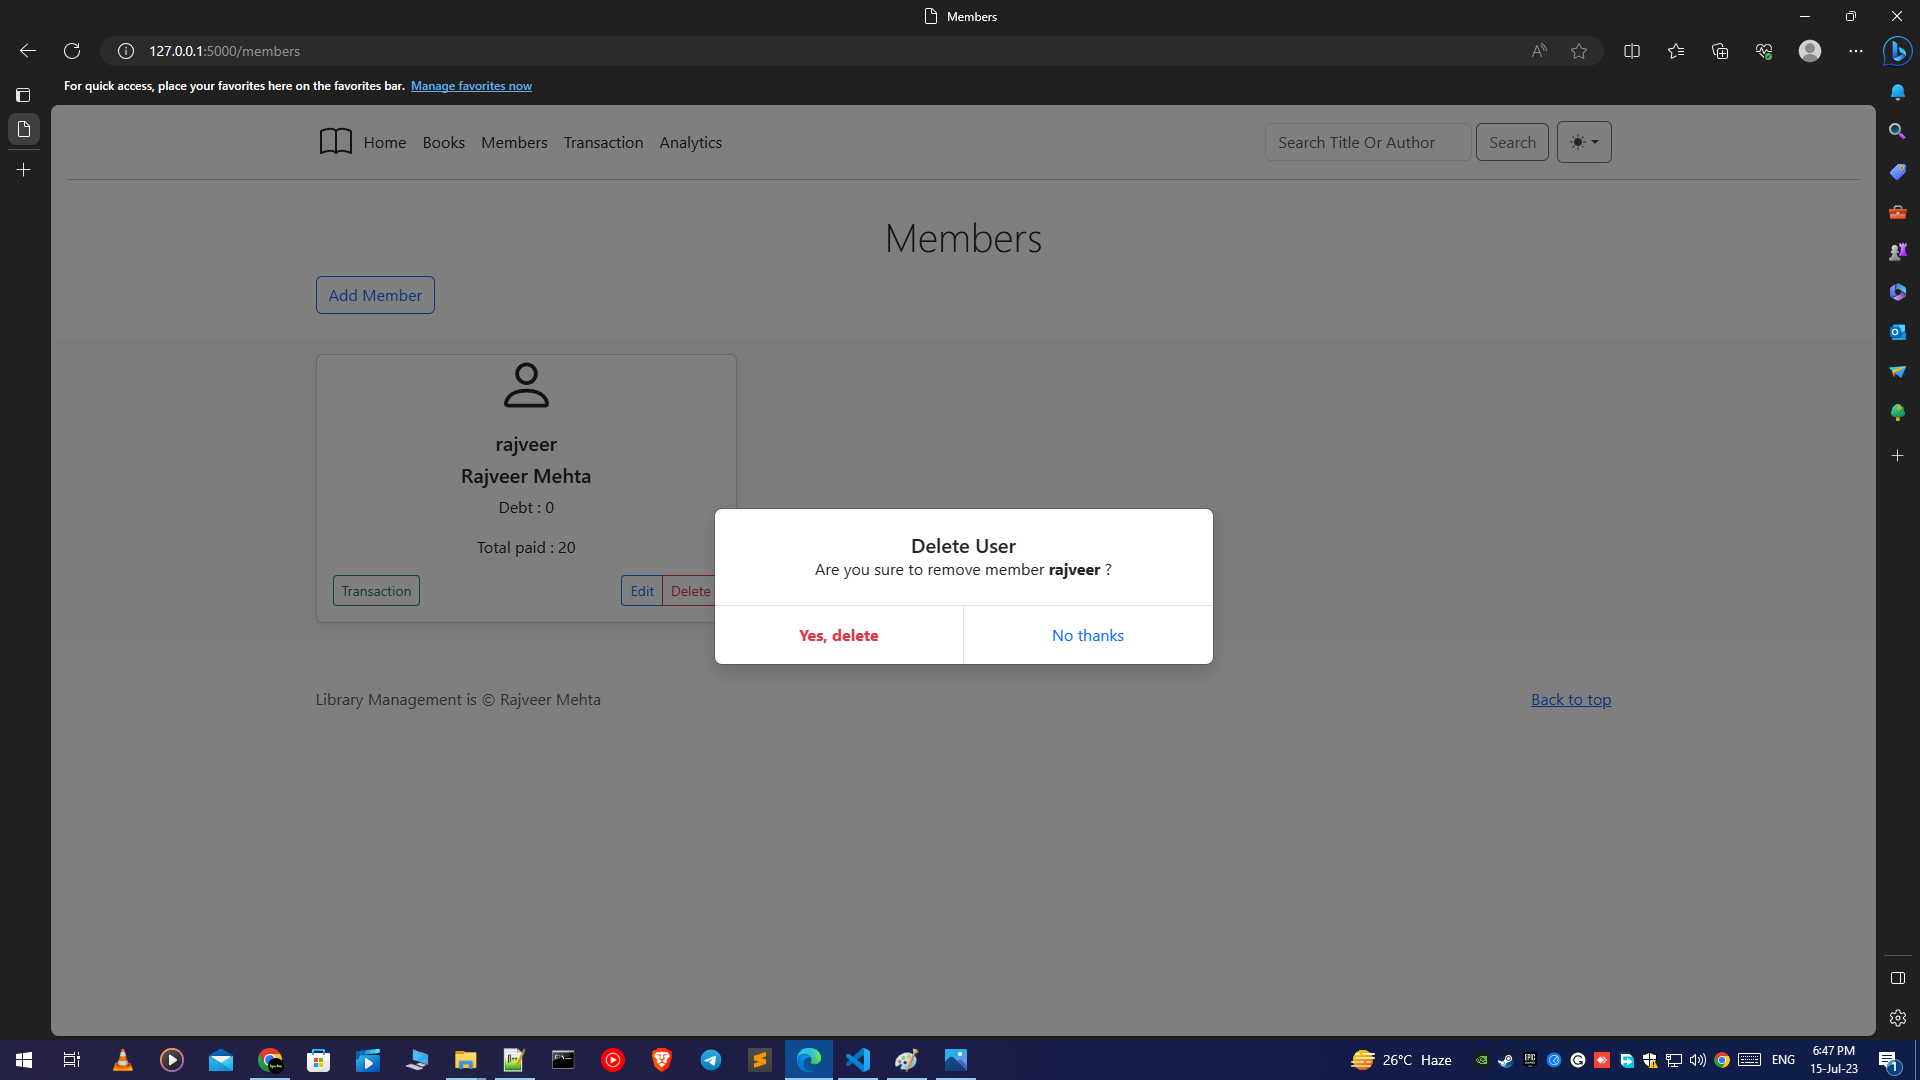 Members
127.0.0.1:5000/members
For quick access, place your favorites here on the favorites bar. Manage favorites now
Home Books Members Transaction Analytics Search Title Or Author Search
Members
Add Member
rajveer
Rajveer Mehta
Debt : 0
Total paid : 20
Transaction Edit Delete
Delete User
Are you sure to remove member rajveer ?
Yes, delete No thanks
Library Management is © Rajveer Mehta Back to top
26°C Haze ENG 6:47 PM
15-Jul-23
1